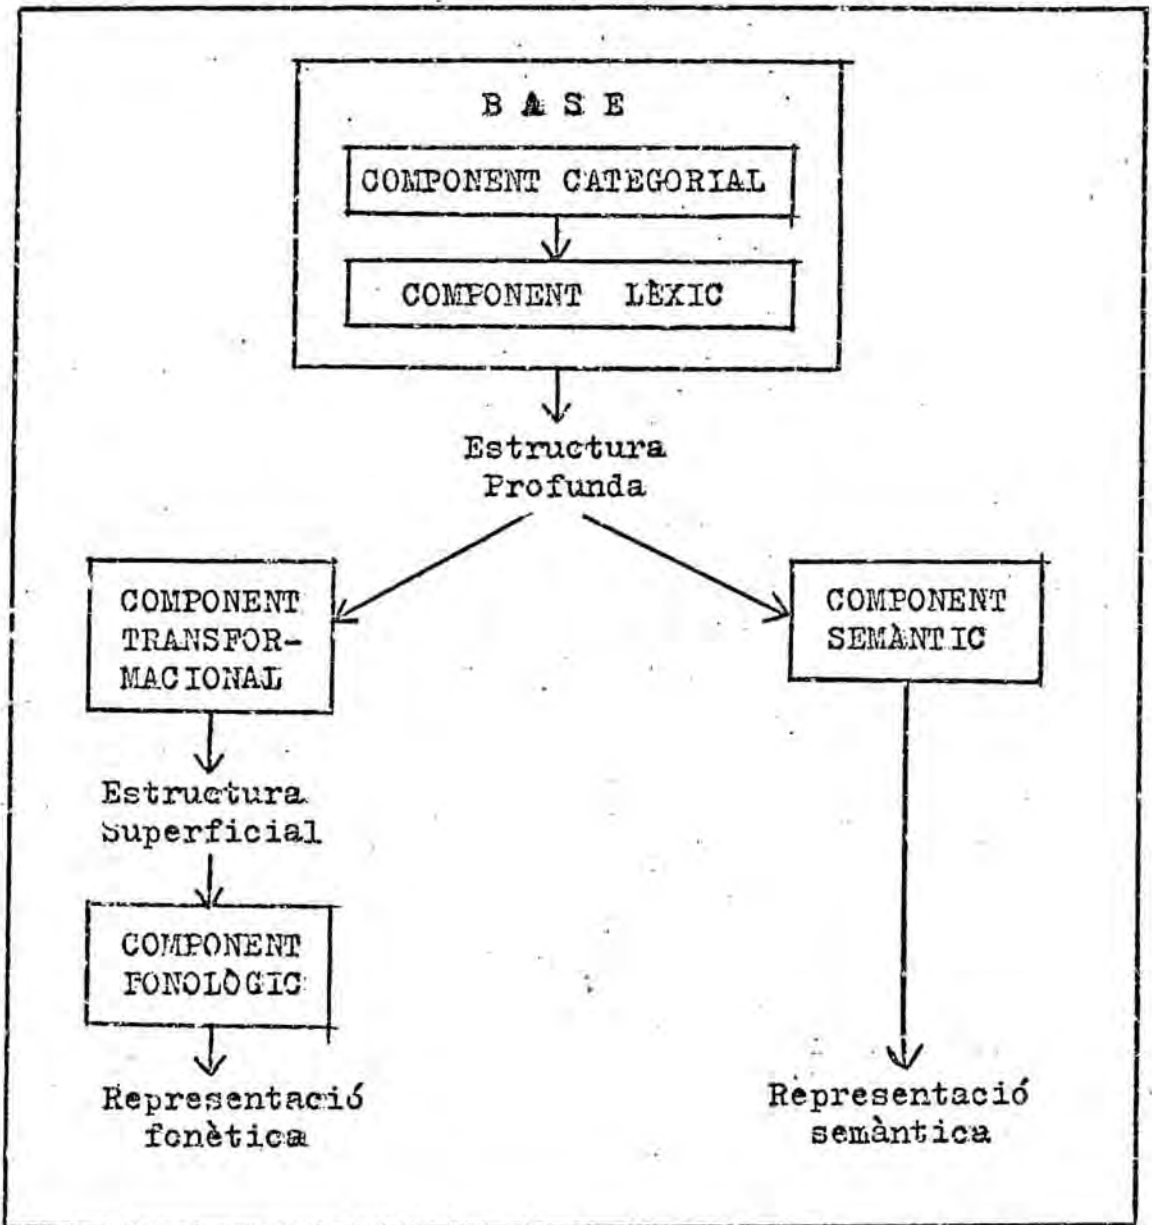 B A S E
COMPONENT CATEGORIAL
COMPONENT LÈXIC
Estructura
Profunda
COMPONENT
TRANSFOR-
MACIONAL
COMPONENT
SEMÀNTIC
Estructura
Superficial
COMPONENT
FONOLÒGIC
Representació
fonètica
Representació
semàntica